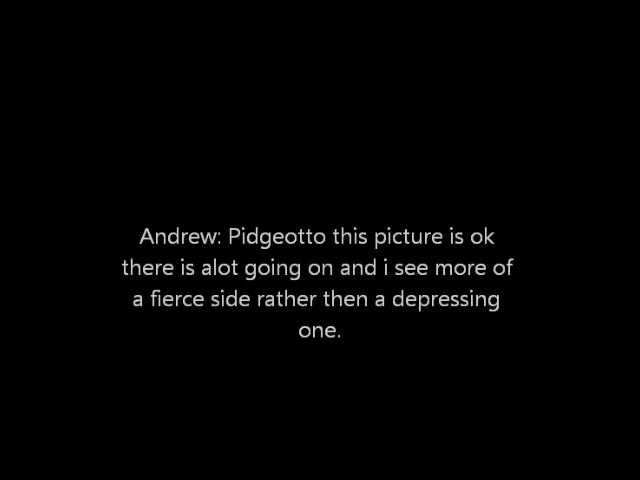 Andrew: Pidgeotto this picture is ok
there is alot going on and i see more of
a fierce side rather then a depressing
one.